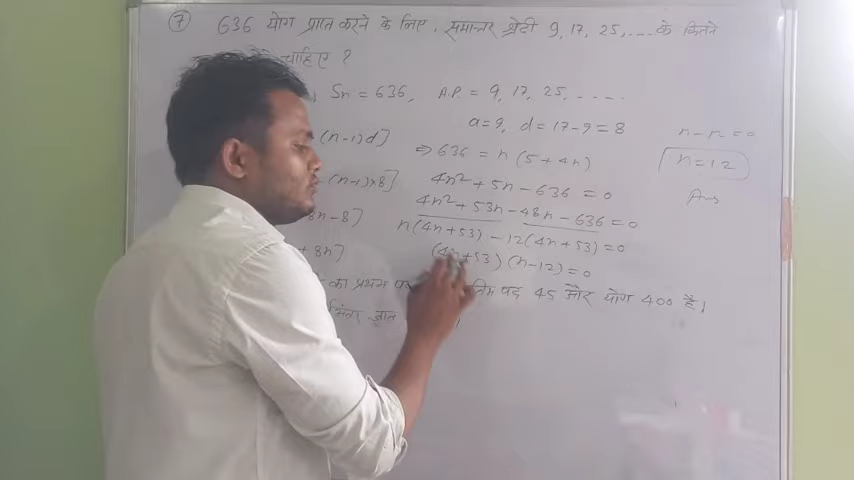 (7) 636 योग प्राप्त करने के लिए, समान्तर श्रेढी 9, 17, 25, .... के कितने
चाहिए ?
Sn = 636, A.P. = 9, 17, 25, - - - -
a = 9, d = 17 - 9 = 8
(n-1)d]
⇒ 636 = n (5 + 4n)
n - 12 = 0
n = 12
Ans
(n-1)×8]
4n² + 5n - 636 = 0
4n² + 53n - 48n - 636 = 0
8n - 8]
n(4n + 53) - 12(4n + 53) = 0
+ 8n]
(4n + 53) (n - 12) = 0
का प्रथम पद 45 और योग 400 है।
ज्ञात